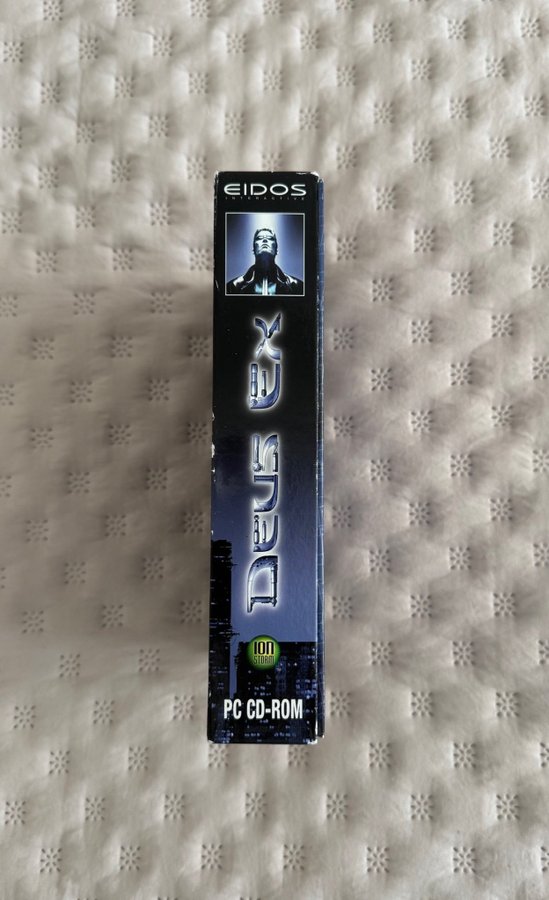 EIDOS
INTERACTIVE
DEUS EX
ION
STORM
PC CD-ROM